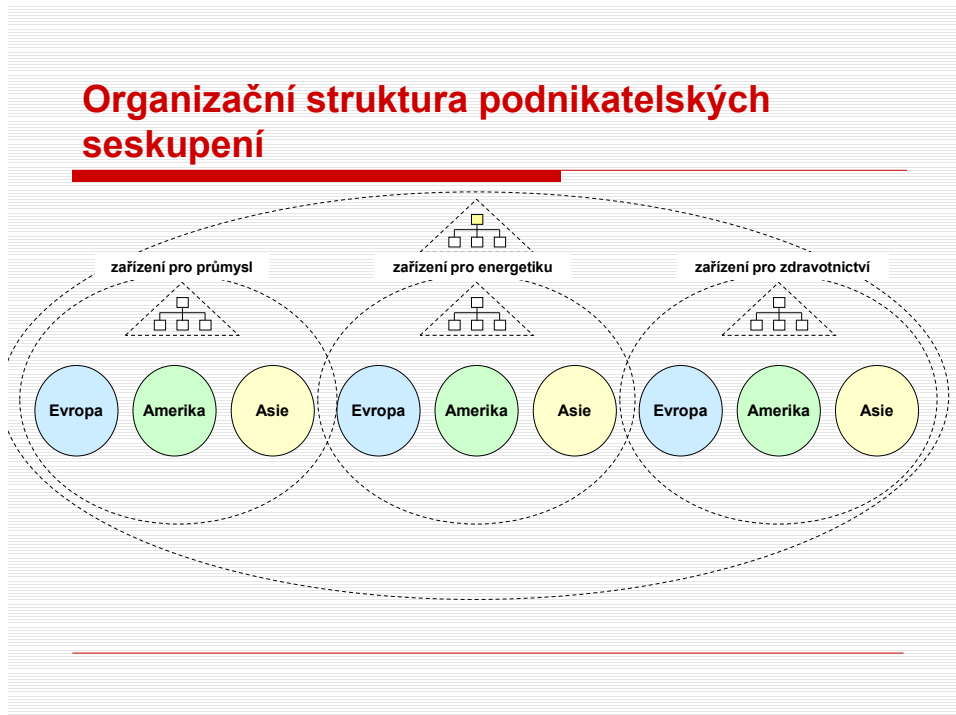 Organizační struktura podnikatelských
seskupení
zařízení pro průmysl
zařízení pro energetiku
zařízení pro zdravotnictví
Evropa
Amerika
Asie
Evropa
Amerika
Asie
Evropa
Amerika
Asie